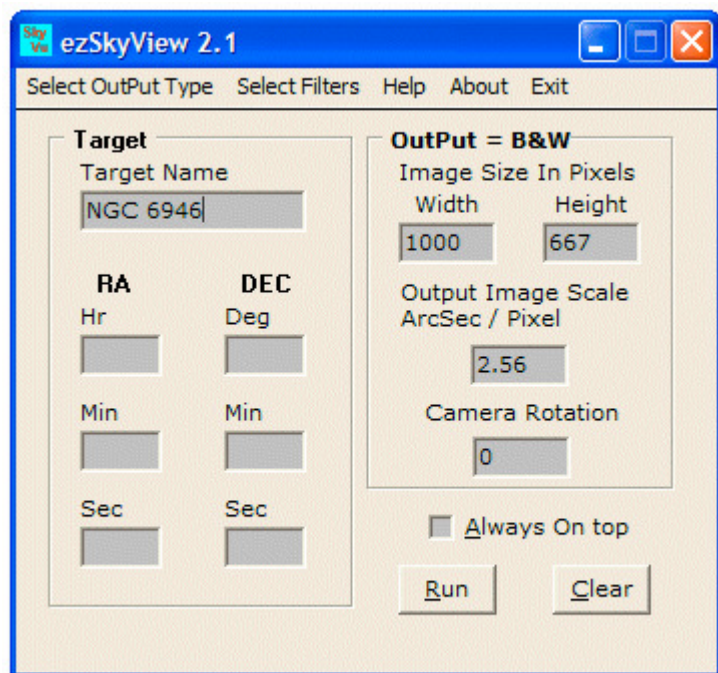 Sky Vu
ezSkyView 2.1
Select OutPut Type Select Filters Help About Exit
Target
Target Name
NGC 6946
RA DEC
Hr Deg
Min Min
Sec Sec
OutPut = B&W
Image Size In Pixels
Width Height
1000 667
Output Image Scale
ArcSec / Pixel
2.56
Camera Rotation
0
Always On top
Run Clear